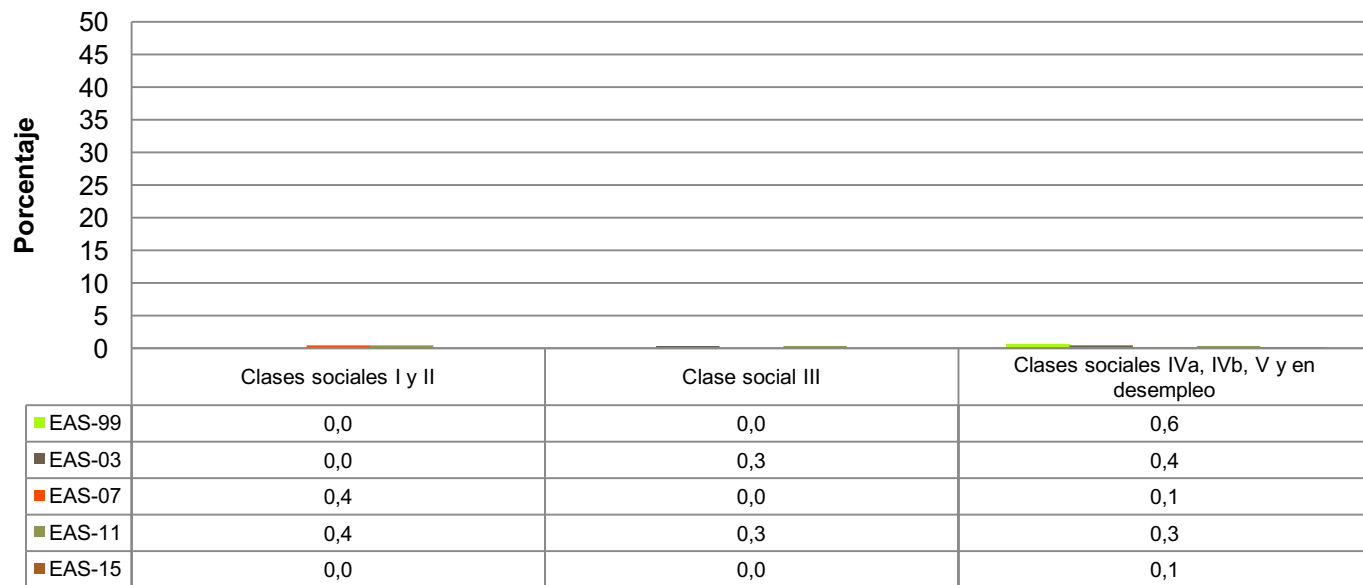 Porcentaje
50
45
40
35
30
25
20
15
10
5
0
Clases sociales I y II
Clase social III
Clases sociales IVa, IVb, V y en
desempleo
EAS-99 0,0 0,0 0,6
EAS-03 0,0 0,3 0,4
EAS-07 0,4 0,0 0,1
EAS-11 0,4 0,3 0,3
EAS-15 0,0 0,0 0,1